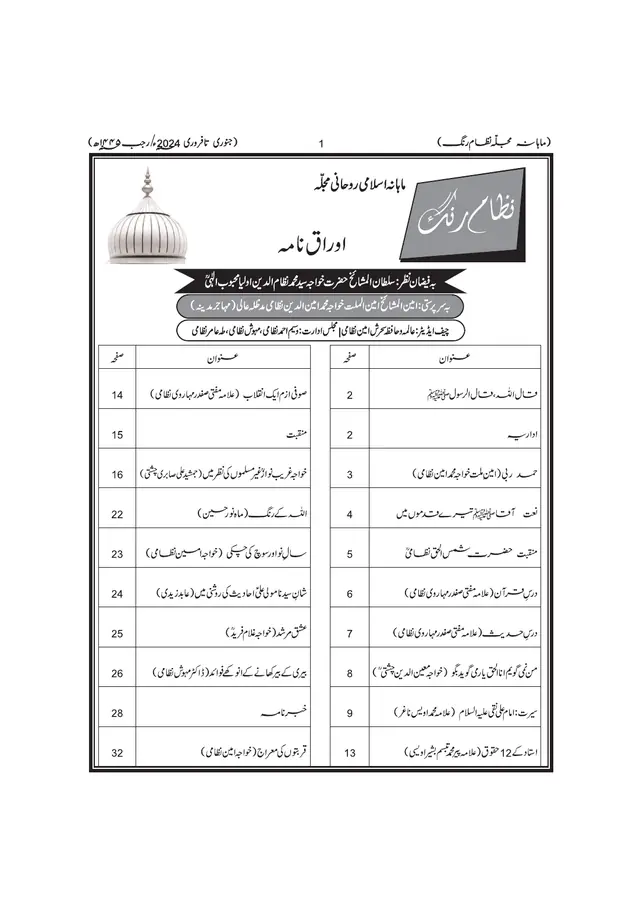 (ماہانہ مجلّہ نظام رنگ) 1 (جنوری تا فروری 2024ء/رجب ۱۴۴۵ھ)
ماہانہ اسلامی روحانی مجلّہ
نظام رنگ
اوراق نامہ
بہ فیضان نظر: سلطان المشائخ حضرت خواجہ سید محمد نظام الدین اولیا محبوب الٰہیؒ
بہ سرپرستی: امین المشائخ امین الملت خواجہ محمد امین الدین نظامی مدظلہ عالی (مہاجر مدینہ)
چیف ایڈیٹر: عالمہ و حافظہ سحرش امین نظامی | مجلس ادارت: وسیم احمد نظامی، مہوش نظامی، طہ عامر نظامی
عنوان صفحہ
قال اللہ، قال الرسول ﷺ 2
اداریہ 2
حمد ربی (امین ملت خواجہ محمد امین نظامی) 3
نعت آقا ﷺ تیرے قدموں میں 4
منقبت حضرت شمس الحق نظامیؒ 5
درسِ قرآن (علامہ مفتی صفدر مہاروی نظامی) 6
درسِ حدیث (علامہ مفتی صفدر مہاروی نظامی) 7
من نمی گویم انا الحق یار می گوید بگو (خواجہ معین الدین چشتیؒ) 8
سیرت: امام علی نقی علیہ السلام (علامہ محمد اویس ناغر) 9
استاد کے 12 حقوق (علامہ پیر محمد تبسم بشیر اویسی) 13
عنوان صفحہ
صوفی ازم ایک انقلاب (علامہ مفتی صفدر مہاروی نظامی) 14
منقبت 15
خواجہ غریب نوازؒ غیر مسلموں کی نظر میں (جمشید علی صابری چشتی) 16
اللہ کے رنگ (ماہ نور حسین) 22
سالِ نو اور سوچ کی چکی (خواجہ امین نظامی) 23
شانِ سیدنا مولی علیؑ احادیث کی روشنی میں (عابد زیدی) 24
عشق مرشد (خواجہ غلام فریدؒ) 25
بیری کے بیر کھانے کے انوکھے فوائد (ڈاکٹر مہوش نظامی) 26
خبرنامہ 28
قربتوں کی معراج (خواجہ امین نظامی) 32